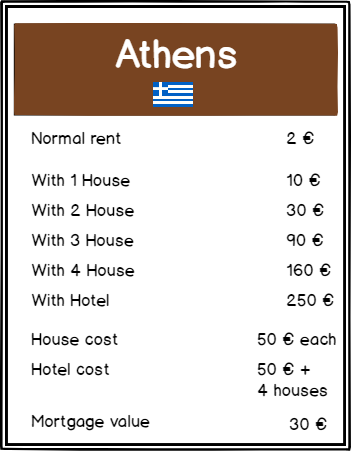 Athens
Normal rent 2 €
With 1 House 10 €
With 2 House 30 €
With 3 House 90 €
With 4 House 160 €
With Hotel 250 €
House cost 50 € each
Hotel cost 50 € +
4 houses
Mortgage value 30 €